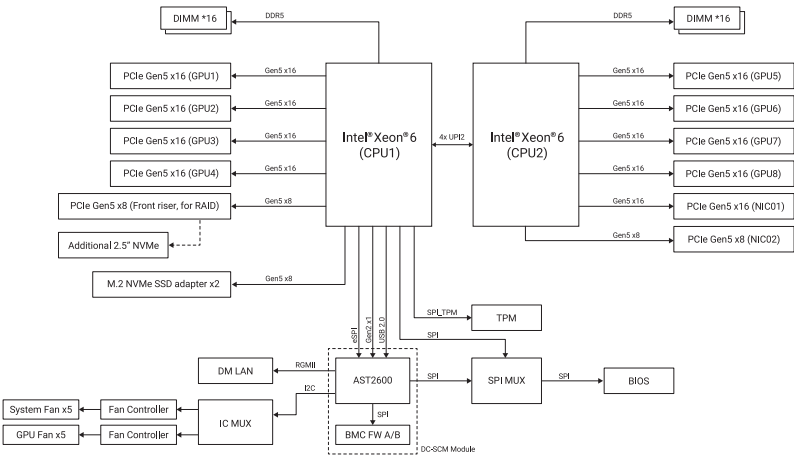 DIMM *16
DDR5
DDR5
DIMM *16
PCIe Gen5 x16 (GPU1)
Gen5 x16
Gen5 x16
PCIe Gen5 x16 (GPU5)
PCIe Gen5 x16 (GPU2)
Gen5 x16
Gen5 x16
PCIe Gen5 x16 (GPU6)
PCIe Gen5 x16 (GPU3)
Gen5 x16
Intel® Xeon® 6
(CPU1)
4x UPI2
Intel® Xeon® 6
(CPU2)
Gen5 x16
PCIe Gen5 x16 (GPU7)
PCIe Gen5 x16 (GPU4)
Gen5 x16
Gen5 x16
PCIe Gen5 x16 (GPU8)
PCIe Gen5 x8 (Front riser, for RAID)
Gen5 x8
Gen5 x16
PCIe Gen5 x16 (NIC01)
Additional 2.5" NVMe
Gen5 x8
PCIe Gen5 x8 (NIC02)
M.2 NVMe SSD adapter x2
Gen5 x8
eSPI
Gen2 x1
USB 2.0
SPI_TPM
TPM
SPI
DM LAN
RGMII
AST2600
SPI
SPI MUX
SPI
BIOS
I2C
System Fan x5
Fan Controller
IC MUX
SPI
GPU Fan x5
Fan Controller
BMC FW A/B
DC-SCM Module